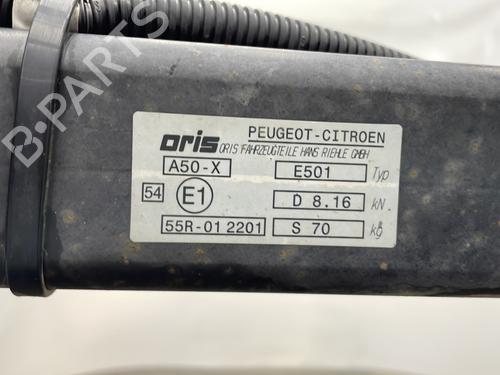 B-Parts
oris PEUGEOT-CITROEN
ORIS FAHRZEUGTEILE HANS RIEHLE GMBH
A50-X E501 Typ
54 E1 D 8.16 kN
55R-01 2201 S 70 kg